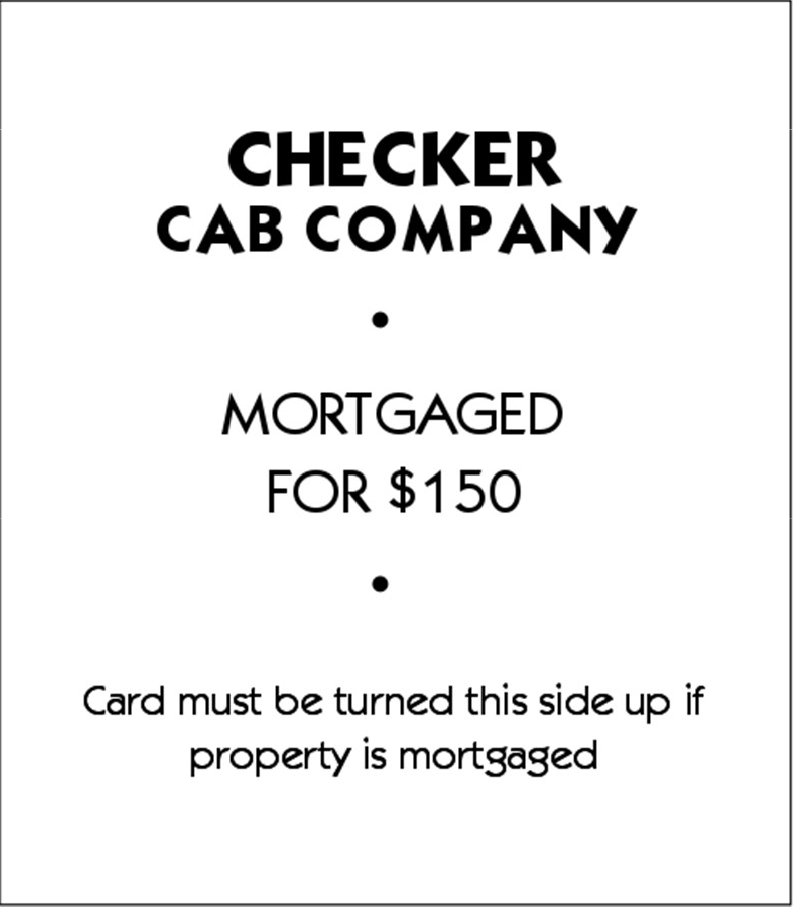 CHECKER
CAB COMPANY
•
MORTGAGED
FOR $150
•
Card must be turned this side up if
property is mortgaged